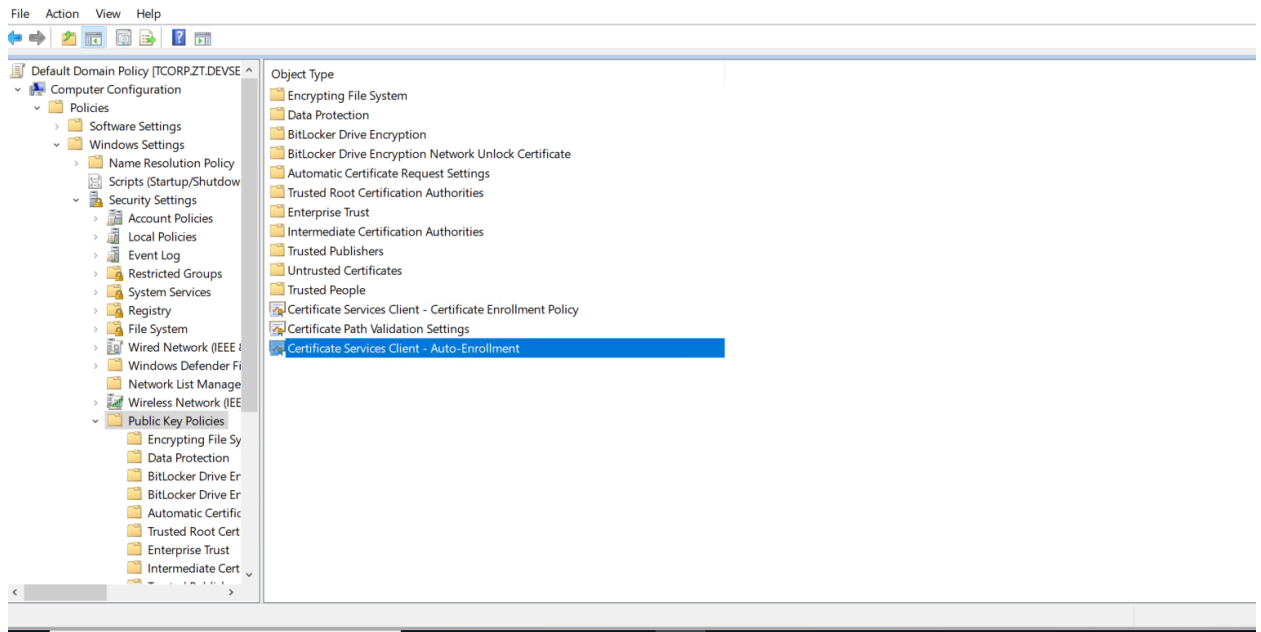 File Action View Help
Default Domain Policy [TCORP.ZT.DEVSE
Computer Configuration
Policies
Software Settings
Windows Settings
Name Resolution Policy
Scripts (Startup/Shutdow
Security Settings
Account Policies
Local Policies
Event Log
Restricted Groups
System Services
Registry
File System
Wired Network (IEEE 8
Windows Defender Fi
Network List Manage
Wireless Network (IEE
Public Key Policies
Encrypting File Sy
Data Protection
BitLocker Drive Er
BitLocker Drive Er
Automatic Certific
Trusted Root Cert
Enterprise Trust
Intermediate Cert
Object Type
Encrypting File System
Data Protection
BitLocker Drive Encryption
BitLocker Drive Encryption Network Unlock Certificate
Automatic Certificate Request Settings
Trusted Root Certification Authorities
Enterprise Trust
Intermediate Certification Authorities
Trusted Publishers
Untrusted Certificates
Trusted People
Certificate Services Client - Certificate Enrollment Policy
Certificate Path Validation Settings
Certificate Services Client - Auto-Enrollment